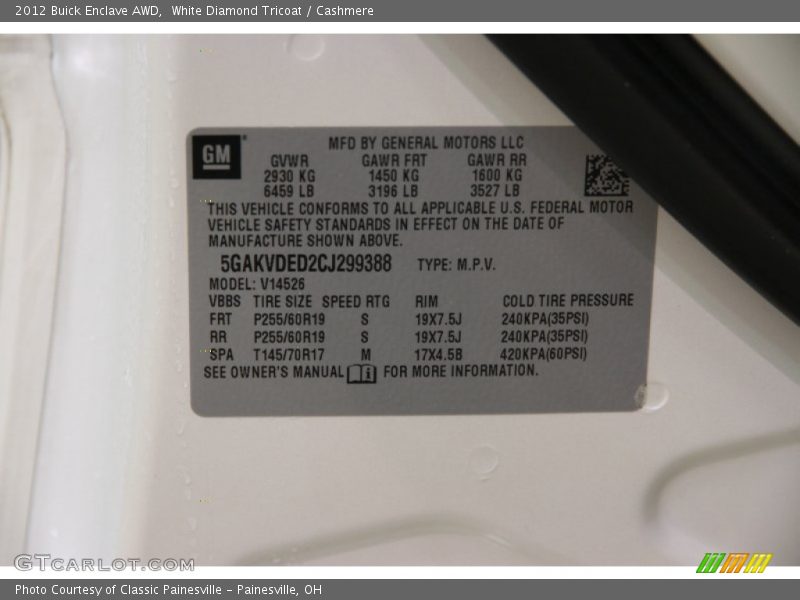 2012 Buick Enclave AWD,  White Diamond Tricoat / Cashmere
GM
MFD BY GENERAL MOTORS LLC
GVWR GAWR FRT GAWR RR
2930 KG 1450 KG 1600 KG
6459 LB 3196 LB 3527 LB
THIS VEHICLE CONFORMS TO ALL APPLICABLE U.S. FEDERAL MOTOR
VEHICLE SAFETY STANDARDS IN EFFECT ON THE DATE OF
MANUFACTURE SHOWN ABOVE.
5GAKVDED2CJ299388 TYPE: M.P.V.
MODEL: V14526
VBBS TIRE SIZE SPEED RTG RIM COLD TIRE PRESSURE
FRT P255/60R19 S 19X7.5J 240KPA(35PSI)
RR P255/60R19 S 19X7.5J 240KPA(35PSI)
SPA T145/70R17 M 17X4.5B 420KPA(60PSI)
SEE OWNER'S MANUAL FOR MORE INFORMATION.
GTCARLOT.COM
Photo Courtesy of Classic Painesville - Painesville, OH